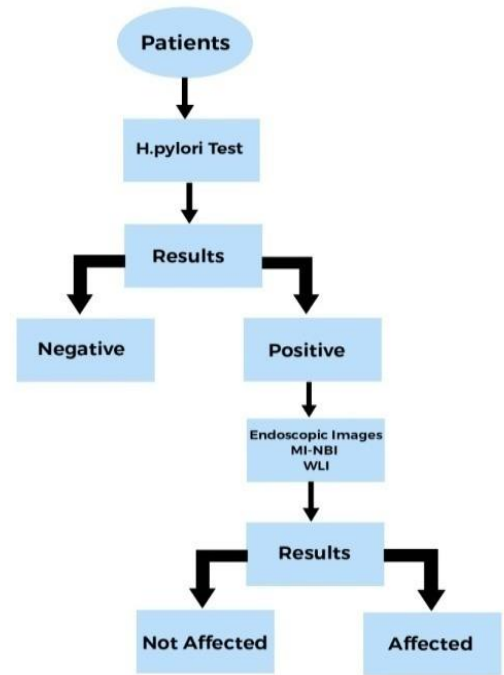 Patients
H.pylori Test
Results
Negative
Positive
Endoscopic Images
MI-NBI
WLI
Results
Not Affected
Affected